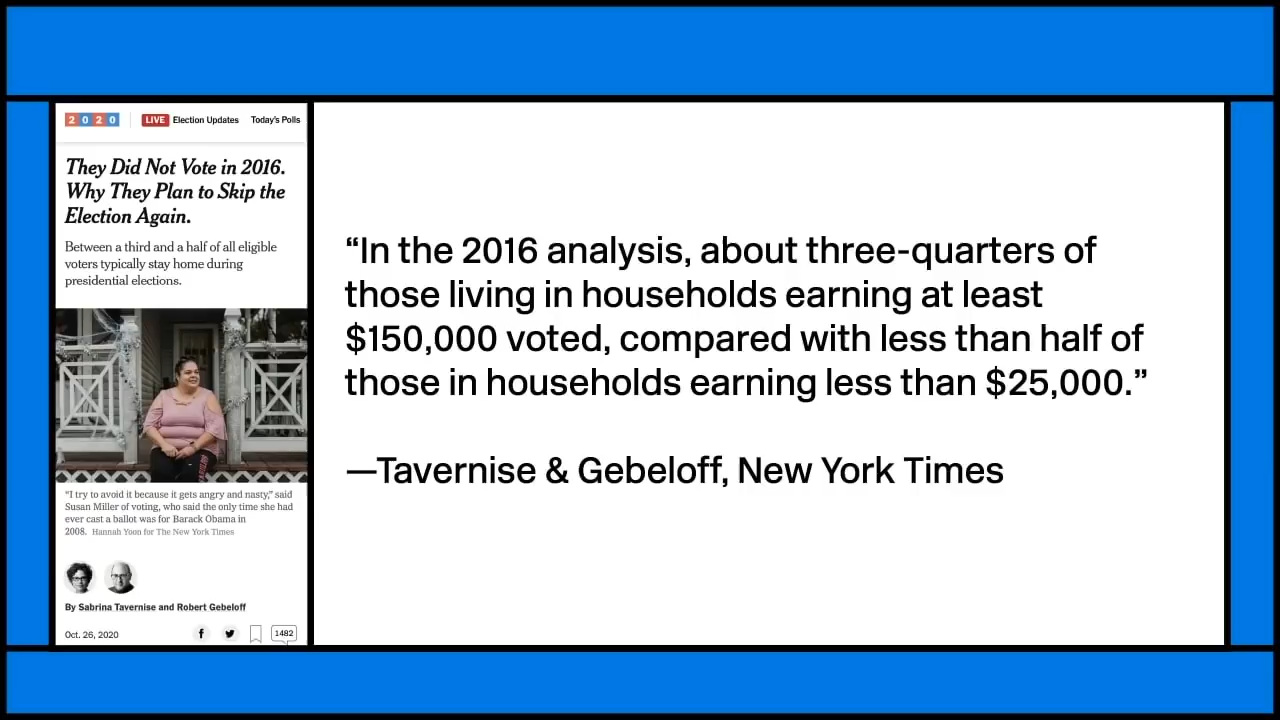 2020 LIVE Election Updates Today's Polls
They Did Not Vote in 2016.
Why They Plan to Skip the
Election Again.
Between a third and a half of all eligible
voters typically stay home during
presidential elections.
“I try to avoid it because it gets angry and nasty,” said
Susan Miller of voting, who said the only time she had
ever cast a ballot was for Barack Obama in
2008. Hannah Yoon for The New York Times
By Sabrina Tavernise and Robert Gebeloff
Oct. 26, 2020
1482
“In the 2016 analysis, about three-quarters of
those living in households earning at least
$150,000 voted, compared with less than half of
those in households earning less than $25,000.”
—Tavernise & Gebeloff, New York Times